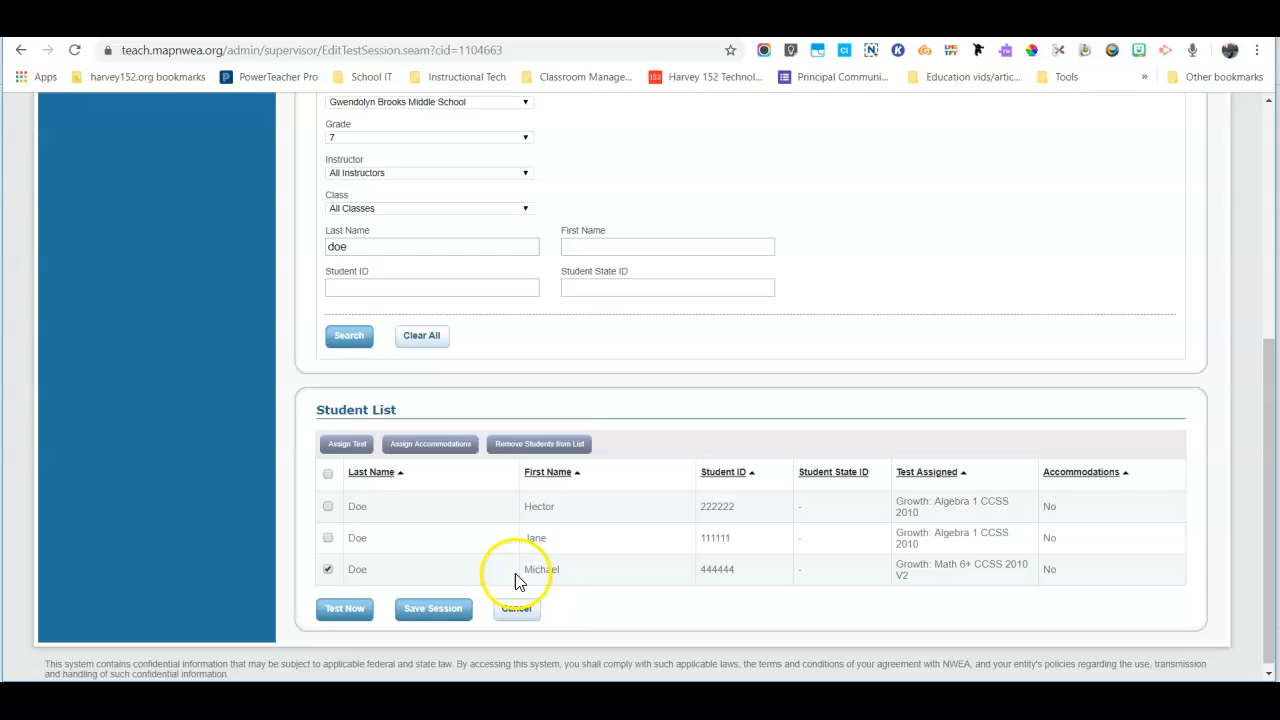 teach.mapnwea.org/admin/supervisor/EditTestSession.seam?cid=1104663
Apps harvey152.org bookmarks PowerTeacher Pro School IT Instructional Tech Classroom Manage... 152 Harvey 152 Technol... Principal Communi... Education vids/artic... Tools » Other bookmarks
Gwendolyn Brooks Middle School
Grade
7
Instructor
All Instructors
Class
All Classes
Last Name First Name
doe
Student ID Student State ID
Search Clear All
Student List
Assign Test Assign Accommodations Remove Students from List
Last Name First Name Student ID Student State ID Test Assigned Accommodations
Doe Hector 222222 - Growth: Algebra 1 CCSS 2010 No
Doe Jane 111111 - Growth: Algebra 1 CCSS 2010 No
Doe Michael 444444 - Growth: Math 6+ CCSS 2010 V2 No
Test Now Save Session Cancel
This system contains confidential information that may be subject to applicable federal and state law. By accessing this system, you shall comply with such applicable laws, the terms and conditions of your agreement with NWEA, and your entity's policies regarding the use, transmission
and handling of such confidential information.